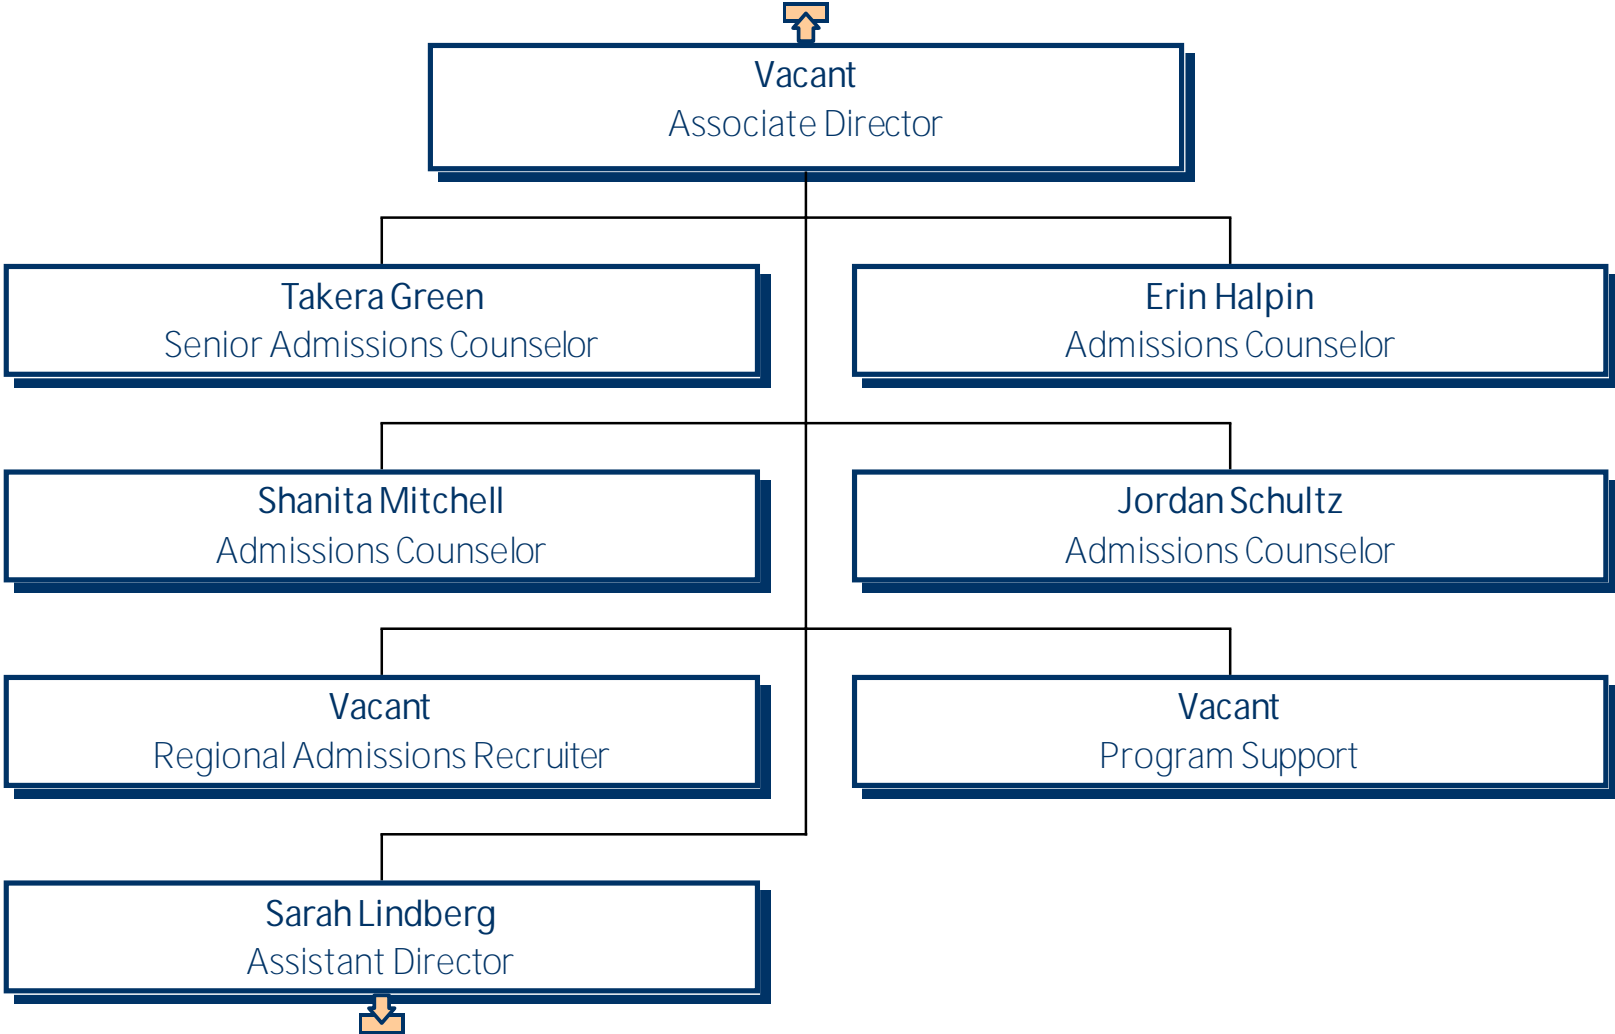 Vacant
Associate Director
Takera Green
Senior Admissions Counselor
Erin Halpin
Admissions Counselor
Shanita Mitchell
Admissions Counselor
Jordan Schultz
Admissions Counselor
Vacant
Regional Admissions Recruiter
Vacant
Program Support
Sarah Lindberg
Assistant Director